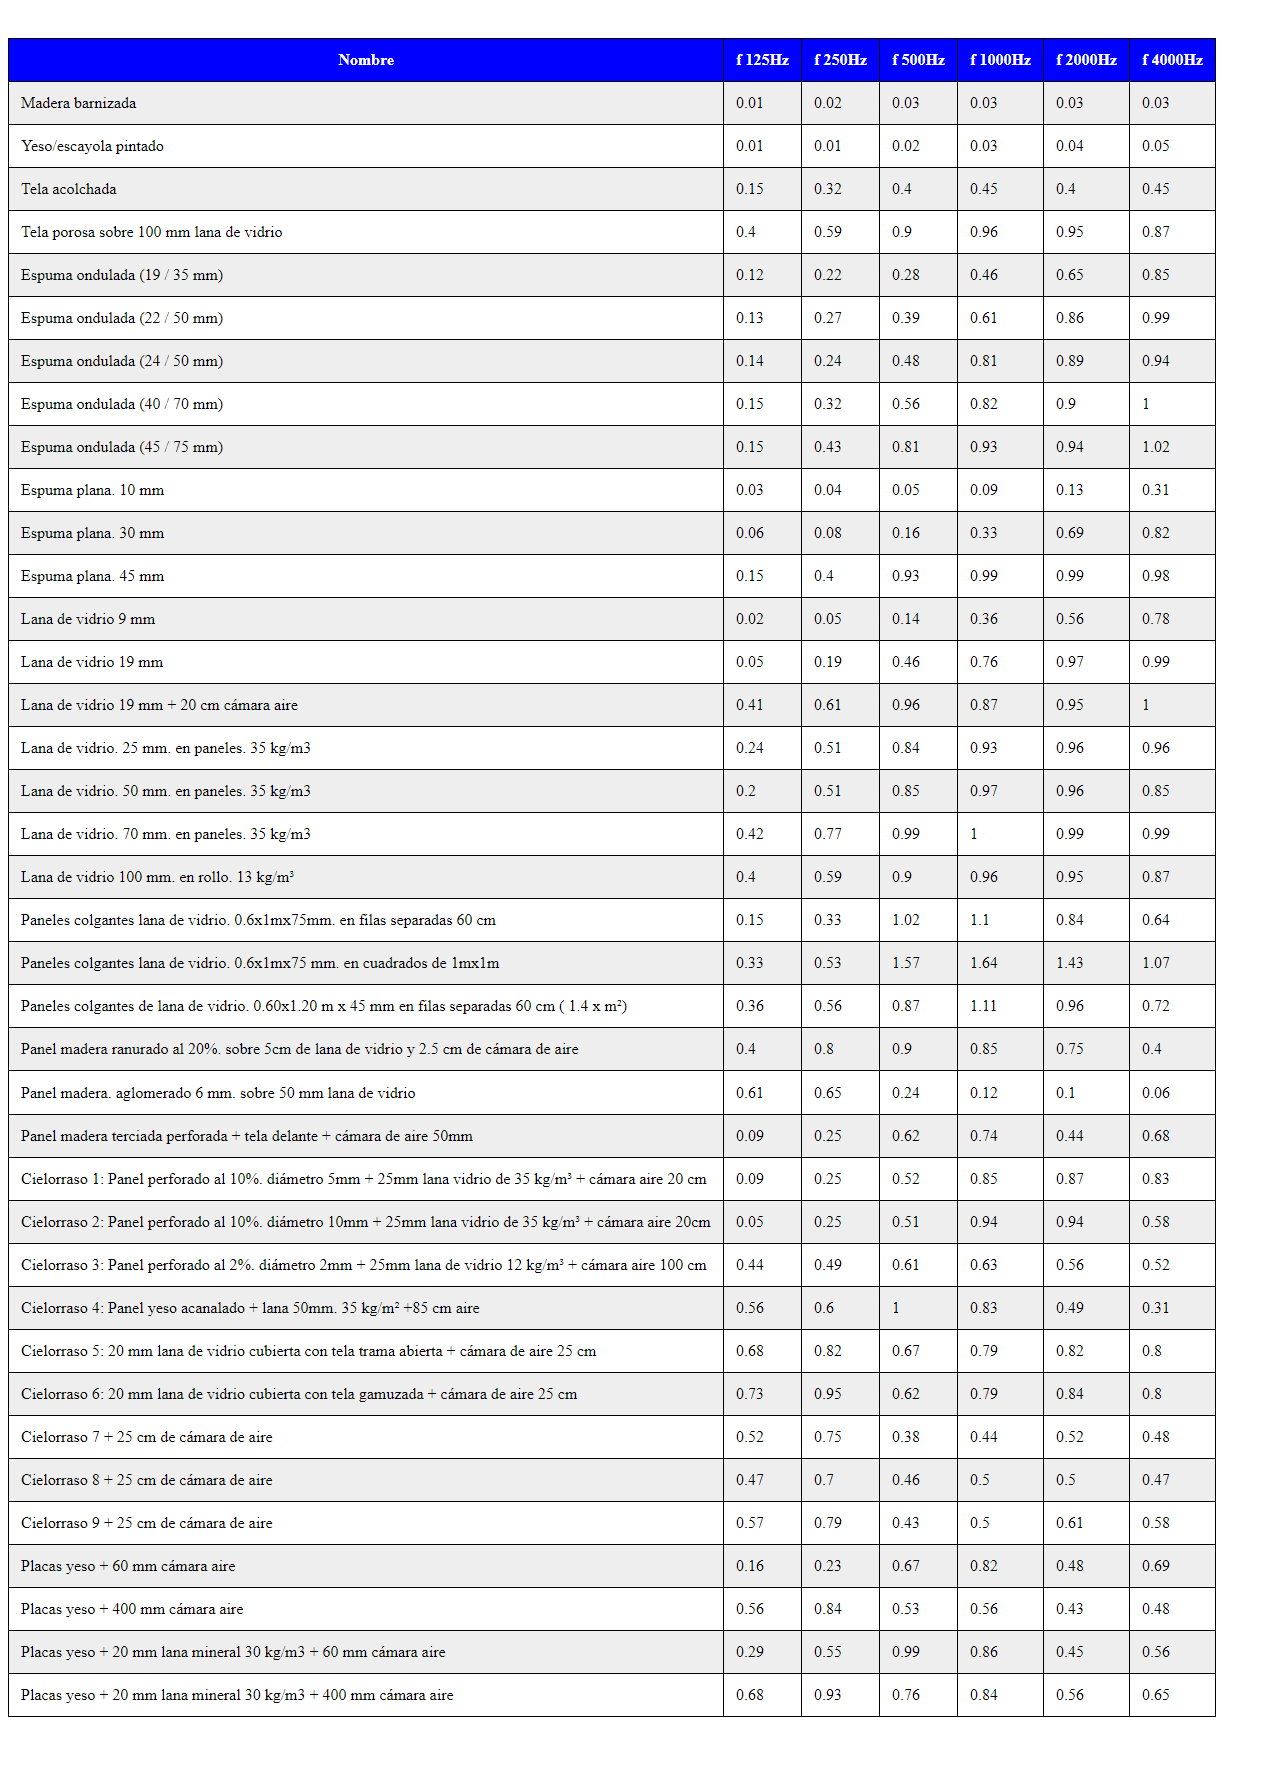 Nombre f 125Hz f 250Hz f 500Hz f 1000Hz f 2000Hz f 4000Hz
Madera barnizada 0.01 0.02 0.03 0.03 0.03 0.03
Yeso/escayola pintado 0.01 0.01 0.02 0.03 0.04 0.05
Tela acolchada 0.15 0.32 0.4 0.45 0.4 0.45
Tela porosa sobre 100 mm lana de vidrio 0.4 0.59 0.9 0.96 0.95 0.87
Espuma ondulada (19 / 35 mm) 0.12 0.22 0.28 0.46 0.65 0.85
Espuma ondulada (22 / 50 mm) 0.13 0.27 0.39 0.61 0.86 0.99
Espuma ondulada (24 / 50 mm) 0.14 0.24 0.48 0.81 0.89 0.94
Espuma ondulada (40 / 70 mm) 0.15 0.32 0.56 0.82 0.9 1
Espuma ondulada (45 / 75 mm) 0.15 0.43 0.81 0.93 0.94 1.02
Espuma plana. 10 mm 0.03 0.04 0.05 0.09 0.13 0.31
Espuma plana. 30 mm 0.06 0.08 0.16 0.33 0.69 0.82
Espuma plana. 45 mm 0.15 0.4 0.93 0.99 0.99 0.98
Lana de vidrio 9 mm 0.02 0.05 0.14 0.36 0.56 0.78
Lana de vidrio 19 mm 0.05 0.19 0.46 0.76 0.97 0.99
Lana de vidrio 19 mm + 20 cm cámara aire 0.41 0.61 0.96 0.87 0.95 1
Lana de vidrio. 25 mm. en paneles. 35 kg/m3 0.24 0.51 0.84 0.93 0.96 0.96
Lana de vidrio. 50 mm. en paneles. 35 kg/m3 0.2 0.51 0.85 0.97 0.96 0.85
Lana de vidrio. 70 mm. en paneles. 35 kg/m3 0.42 0.77 0.99 1 0.99 0.99
Lana de vidrio 100 mm. en rollo. 13 kg/m³ 0.4 0.59 0.9 0.96 0.95 0.87
Paneles colgantes lana de vidrio. 0.6x1mx75mm. en filas separadas 60 cm 0.15 0.33 1.02 1.1 0.84 0.64
Paneles colgantes lana de vidrio. 0.6x1mx75 mm. en cuadrados de 1mx1m 0.33 0.53 1.57 1.64 1.43 1.07
Paneles colgantes de lana de vidrio. 0.60x1.20 m x 45 mm en filas separadas 60 cm ( 1.4 x m²) 0.36 0.56 0.87 1.11 0.96 0.72
Panel madera ranurado al 20%. sobre 5cm de lana de vidrio y 2.5 cm de cámara de aire 0.4 0.8 0.9 0.85 0.75 0.4
Panel madera. aglomerado 6 mm. sobre 50 mm lana de vidrio 0.61 0.65 0.24 0.12 0.1 0.06
Panel madera terciada perforada + tela delante + cámara de aire 50mm 0.09 0.25 0.62 0.74 0.44 0.68
Cielorraso 1: Panel perforado al 10%. diámetro 5mm + 25mm lana vidrio de 35 kg/m³ + cámara aire 20 cm 0.09 0.25 0.52 0.85 0.87 0.83
Cielorraso 2: Panel perforado al 10%. diámetro 10mm + 25mm lana vidrio de 35 kg/m³ + cámara aire 20cm 0.05 0.25 0.51 0.94 0.94 0.58
Cielorraso 3: Panel perforado al 2%. diámetro 2mm + 25mm lana de vidrio 12 kg/m³ + cámara aire 100 cm 0.44 0.49 0.61 0.63 0.56 0.52
Cielorraso 4: Panel yeso acanalado + lana 50mm. 35 kg/m² +85 cm aire 0.56 0.6 1 0.83 0.49 0.31
Cielorraso 5: 20 mm lana de vidrio cubierta con tela trama abierta + cámara de aire 25 cm 0.68 0.82 0.67 0.79 0.82 0.8
Cielorraso 6: 20 mm lana de vidrio cubierta con tela gamuzada + cámara de aire 25 cm 0.73 0.95 0.62 0.79 0.84 0.8
Cielorraso 7 + 25 cm de cámara de aire 0.52 0.75 0.38 0.44 0.52 0.48
Cielorraso 8 + 25 cm de cámara de aire 0.47 0.7 0.46 0.5 0.5 0.47
Cielorraso 9 + 25 cm de cámara de aire 0.57 0.79 0.43 0.5 0.61 0.58
Placas yeso + 60 mm cámara aire 0.16 0.23 0.67 0.82 0.48 0.69
Placas yeso + 400 mm cámara aire 0.56 0.84 0.53 0.56 0.43 0.48
Placas yeso + 20 mm lana mineral 30 kg/m3 + 60 mm cámara aire 0.29 0.55 0.99 0.86 0.45 0.56
Placas yeso + 20 mm lana mineral 30 kg/m3 + 400 mm cámara aire 0.68 0.93 0.76 0.84 0.56 0.65